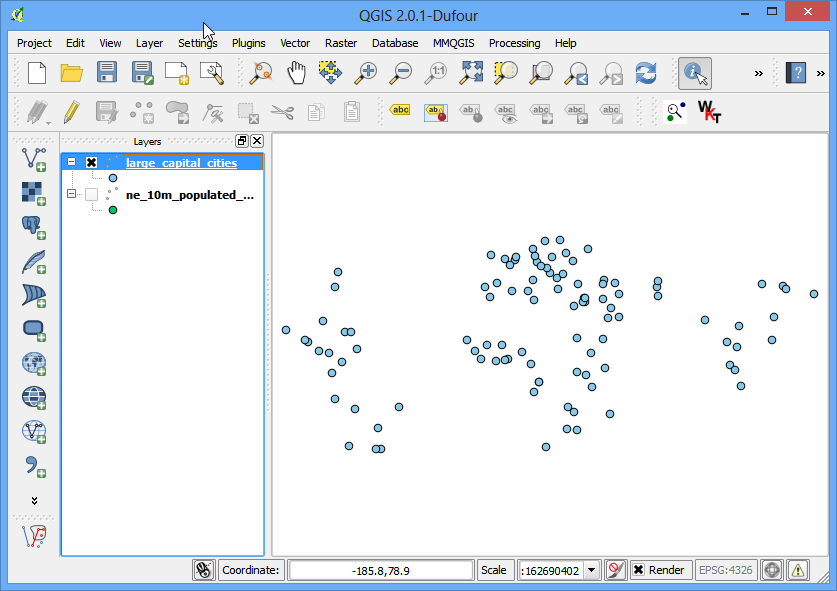 QGIS 2.0.1-Dufour
Project Edit View Layer Settings Plugins Vector Raster Database MMQGIS Processing Help
1:1 » ? »
abc abc abc abc abc abc abc WKT
Layers
large_capital_cities
ne_10m_populated_...
Coordinate: -185.8,78.9 Scale :162690402 Render EPSG:4326